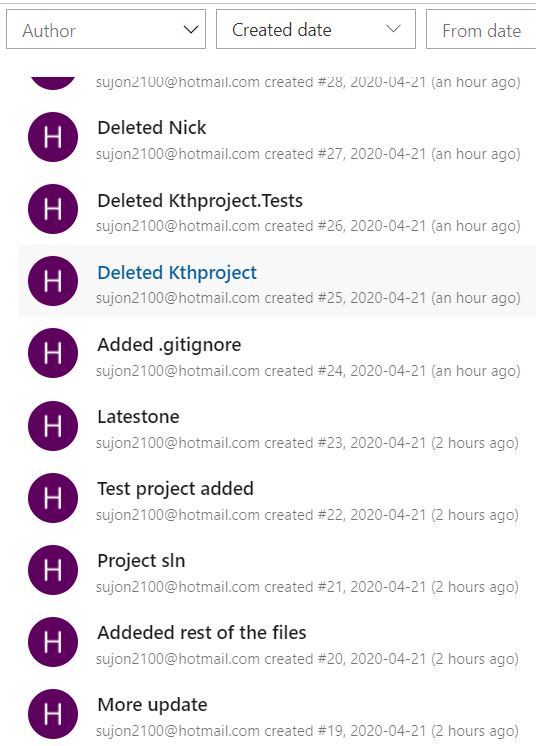 Author
Created date
From date
sujon2100@hotmail.com created #28, 2020-04-21 (an hour ago)
H
Deleted Nick
sujon2100@hotmail.com created #27, 2020-04-21 (an hour ago)
H
Deleted Kthproject.Tests
sujon2100@hotmail.com created #26, 2020-04-21 (an hour ago)
H
Deleted Kthproject
sujon2100@hotmail.com created #25, 2020-04-21 (an hour ago)
H
Added .gitignore
sujon2100@hotmail.com created #24, 2020-04-21 (an hour ago)
H
Latestone
sujon2100@hotmail.com created #23, 2020-04-21 (2 hours ago)
H
Test project added
sujon2100@hotmail.com created #22, 2020-04-21 (2 hours ago)
H
Project sln
sujon2100@hotmail.com created #21, 2020-04-21 (2 hours ago)
H
Addeded rest of the files
sujon2100@hotmail.com created #20, 2020-04-21 (2 hours ago)
H
More update
sujon2100@hotmail.com created #19, 2020-04-21 (2 hours ago)